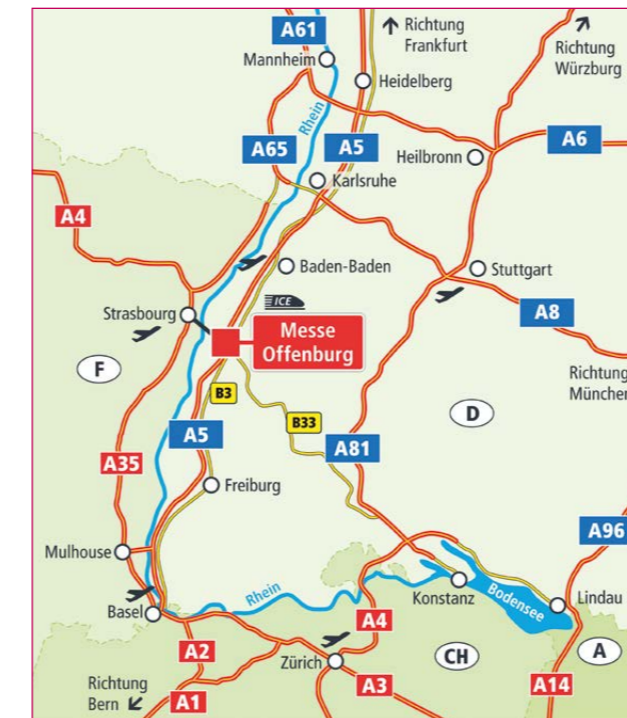 A61
Richtung
Frankfurt
Richtung
Würzburg
Mannheim
Heidelberg
Rhein
A65
A5
Heilbronn
A6
Karlsruhe
A4
Baden-Baden
Stuttgart
ICE
Strasbourg
A8
Messe
Offenburg
F
Richtung
München
B3
D
B33
A5
A81
A35
Freiburg
A96
Mulhouse
Rhein
Konstanz
Bodensee
Lindau
Basel
A4
A2
Zürich
CH
A
Richtung
Bern
A1
A3
A14